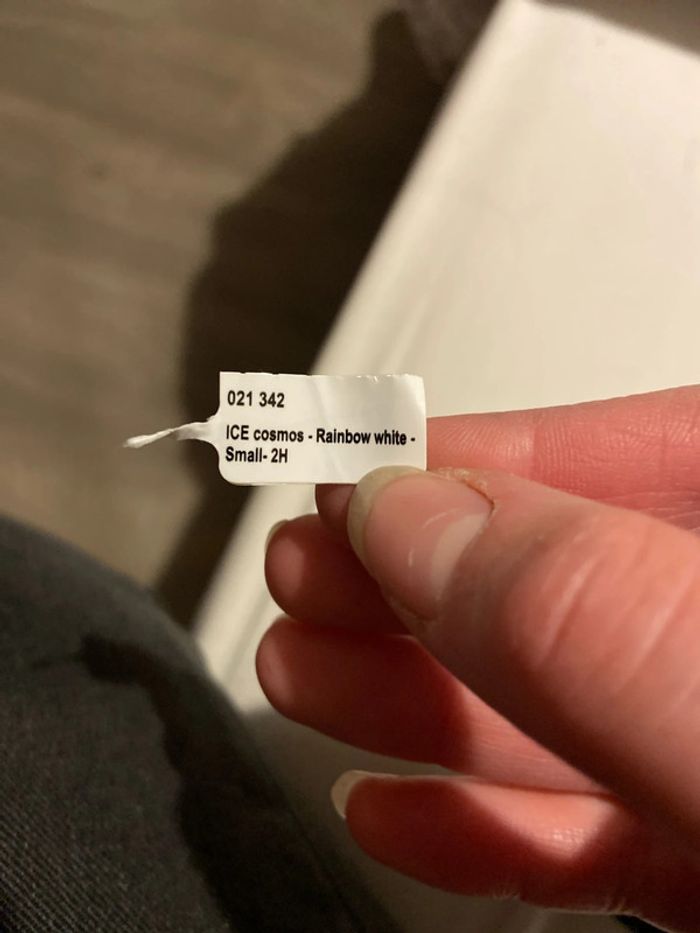 021 342
ICE cosmos - Rainbow white -
Small- 2H